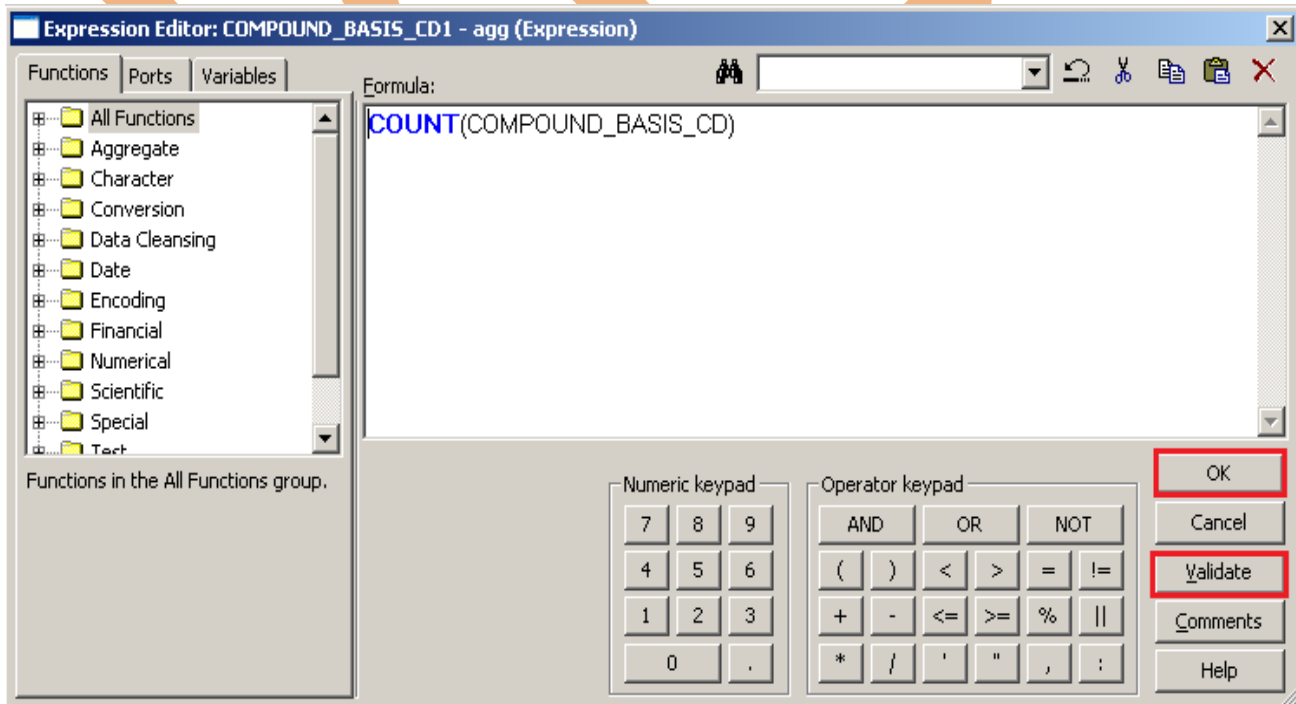 Expression Editor: COMPOUND_BASIS_CD1 - agg (Expression)
Functions Ports Variables
Formula:
All Functions
Aggregate
Character
Conversion
Data Cleansing
Date
Encoding
Financial
Numerical
Scientific
Special
Test
Functions in the All Functions group.
COUNT(COMPOUND_BASIS_CD)
Numeric keypad
7 8 9
4 5 6
1 2 3
0 .
Operator keypad
AND OR NOT
( ) < > = !=
+ - <= >= % ||
* / ' " , :
OK
Cancel
Validate
Comments
Help